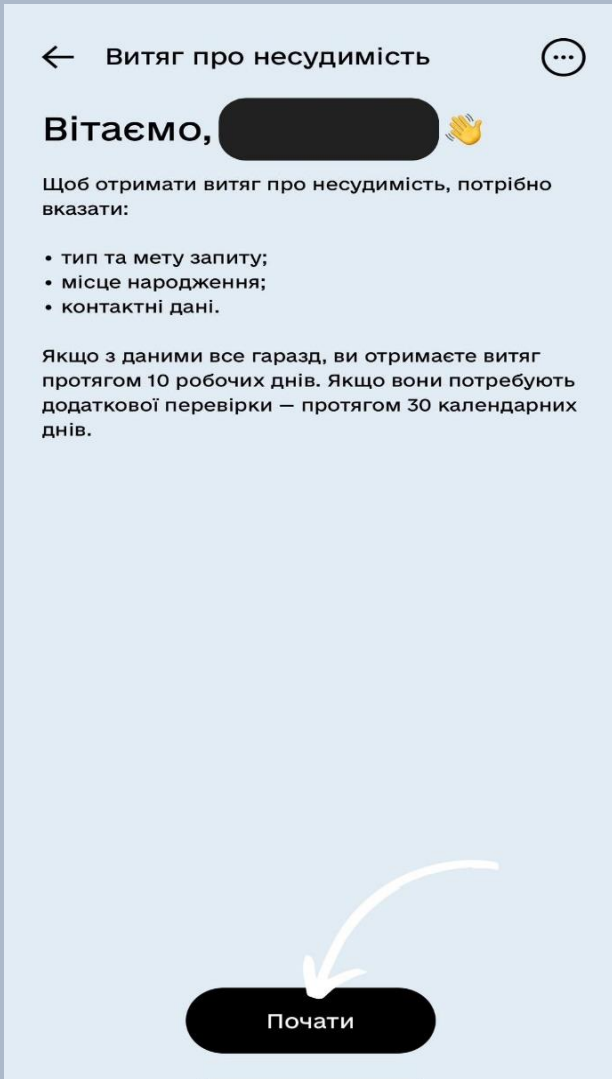 Витяг про несудимість
Вітаємо,
Щоб отримати витяг про несудимість, потрібно
вказати:
• тип та мету запиту;
• місце народження;
• контактні дані.
Якщо з даними все гаразд, ви отримаєте витяг
протягом 10 робочих днів. Якщо вони потребують
додаткової перевірки — протягом 30 календарних
днів.
Почати